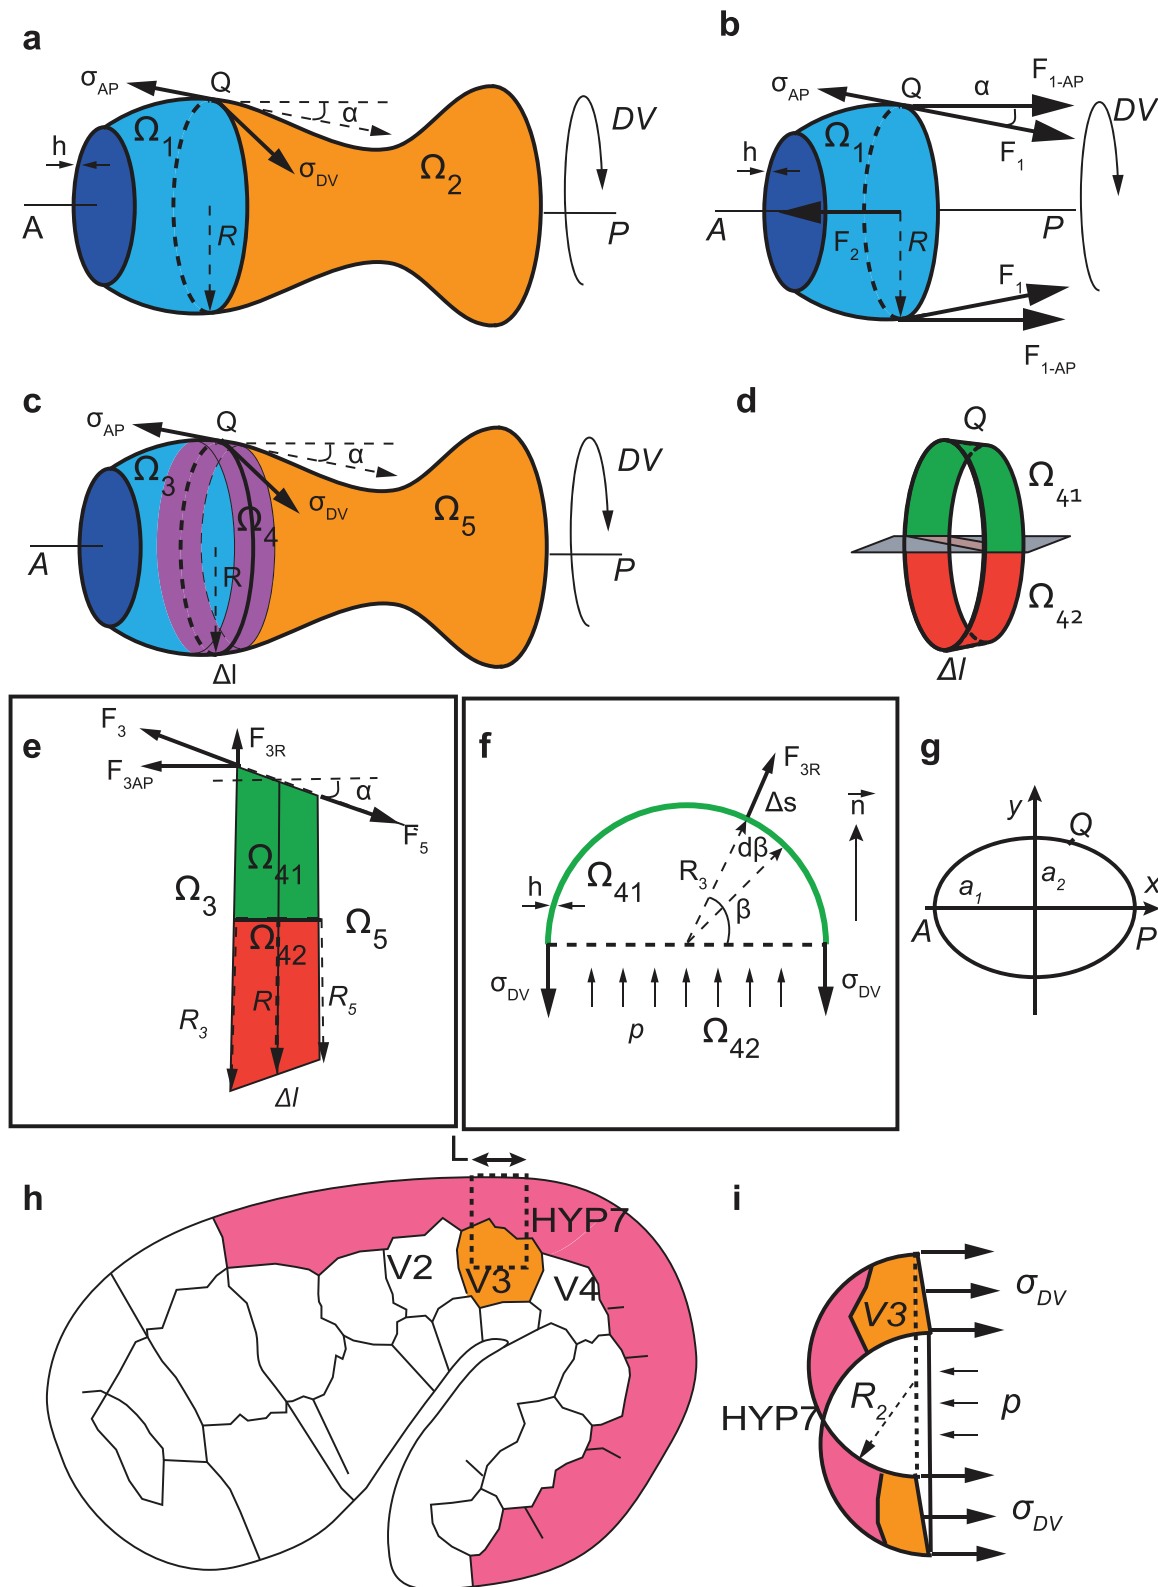 a
σAP
Q
α
Ω1
h
σDV
Ω2
DV
R
A
P
b
σAP
Q
α
F1-AP
Ω1
DV
h
F1
A
F2
R
P
F1
F1-AP
c
σAP
Q
α
Ω3
σDV
Ω4
Ω5
DV
A
R
P
Δl
d
Q
Ω41
Ω42
Δl
e
F3
F3R
F3AP
α
F5
Ω41
Ω3
Ω42
Ω5
R3
R
R5
Δl
f
F3R
Δs
n
dβ
R3
h
Ω41
β
σDV
σDV
p
Ω42
g
y
Q
a1
a2
x
A
P
h
L
HYP7
V2
V3
V4
i
σDV
V3
R2
p
HYP7
σDV